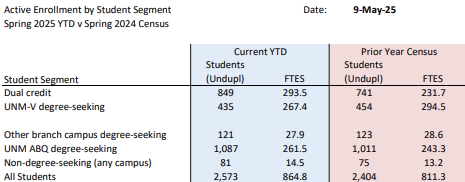 Active Enrollment by Student Segment Date: 9-May-25
Spring 2025 YTD v Spring 2024 Census
Current YTD Prior Year Census
Students Students
Student Segment (Undupl) FTES (Undupl) FTES
Dual credit 849 293.5 741 231.7
UNM-V degree-seeking 435 267.4 454 294.5
Other branch campus degree-seeking 121 27.9 123 28.6
UNM ABQ degree-seeking 1,087 261.5 1,011 243.3
Non-degree-seeking (any campus) 81 14.5 75 13.2
All Students 2,573 864.8 2,404 811.3